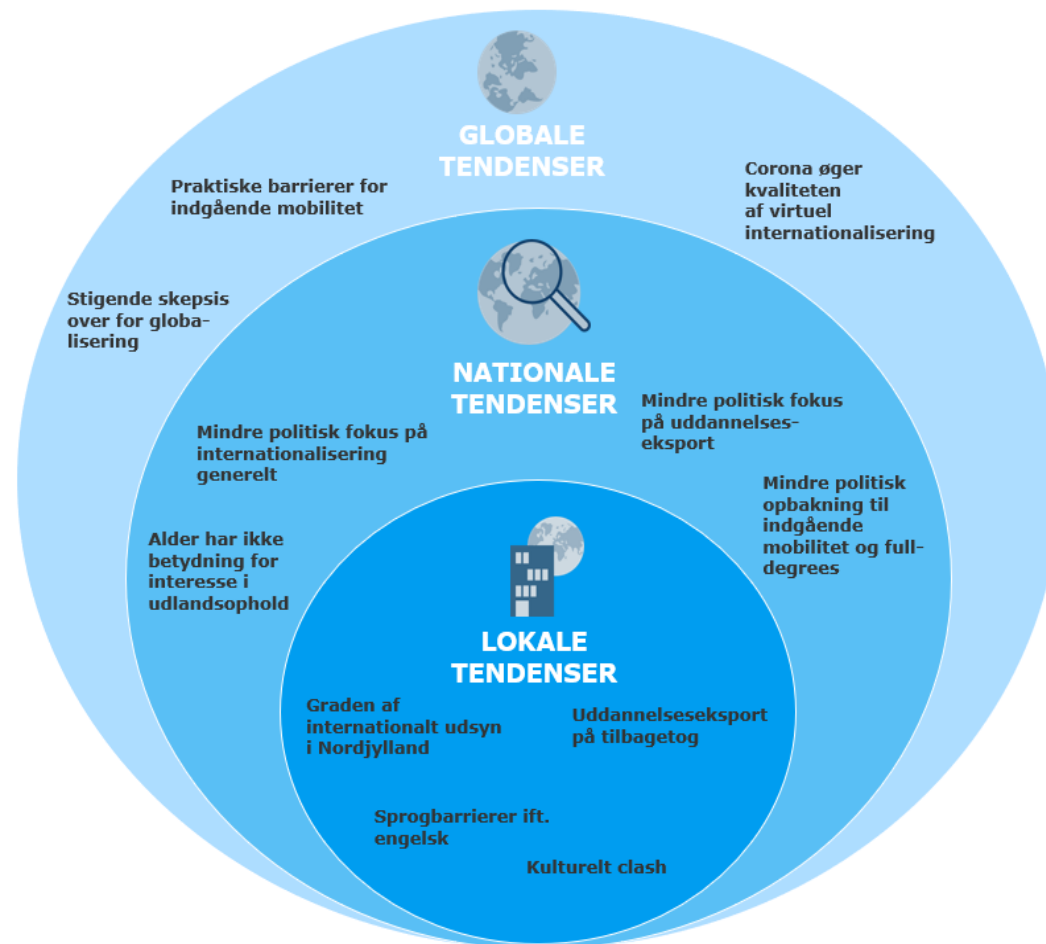 GLOBALE
TENDENSER
Praktiske barrierer for
indgående mobilitet
Corona øger
kvaliteten
af virtuel
internationalisering
Stigende skepsis
over for globa-
lisering
NATIONALE
TENDENSER
Mindre politisk fokus på
internationalisering
generelt
Mindre politisk fokus
på uddannelses-
eksport
Alder har ikke
betydning for
interesse i
udlandsophold
Mindre politisk
opbakning til
indgående
mobilitet og full-
degrees
LOKALE
TENDENSER
Graden af
internationalt udsyn
i Nordjylland
Uddannelseseksport
på tilbagetog
Sprogbarrierer ift.
engelsk
Kulturelt clash